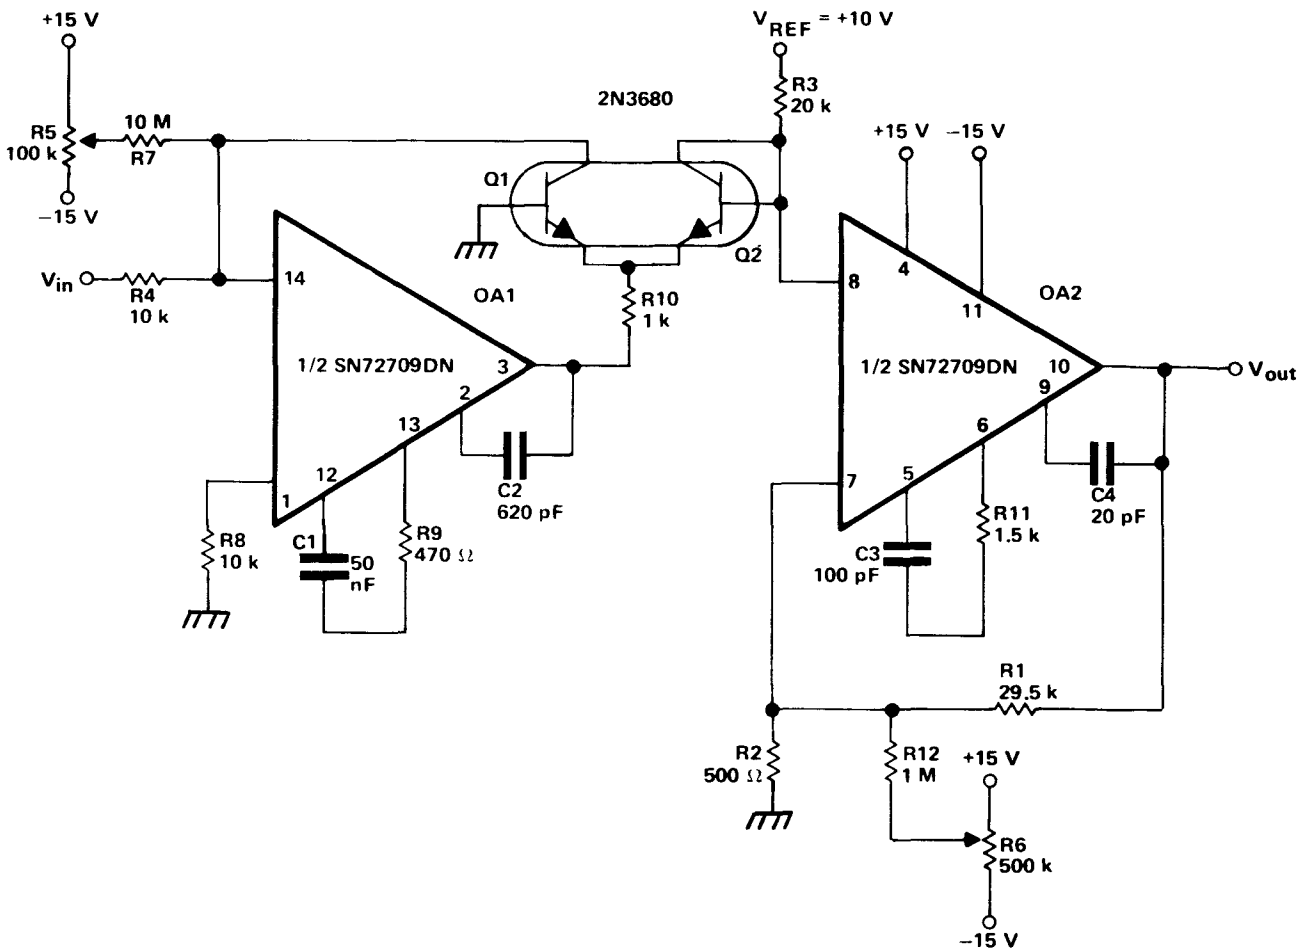 +15 V
R5
100 k
−15 V
10 M
R7
Vin
R4
10 k
14
OA1
1/2 SN72709DN
3
2
13
12
1
R8
10 k
C1
50
nF
R9
470 Ω
C2
620 pF
2N3680
Q1
Q2
R10
1 k
VREF = +10 V
R3
20 k
+15 V
−15 V
8
4
11
OA2
1/2 SN72709DN
10
9
6
5
7
Vout
C4
20 pF
R11
1.5 k
C3
100 pF
R1
29.5 k
R2
500 Ω
R12
1 M
+15 V
R6
500 k
−15 V